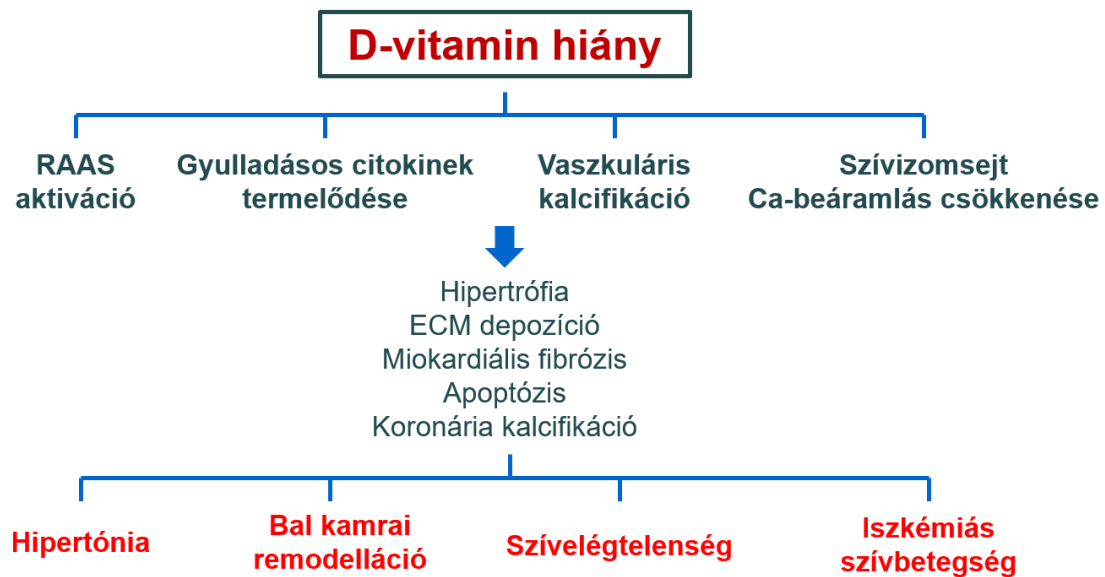 D-vitamin hiány
RAAS
aktiváció
Gyulladásos citokinek
termelődése
Vaszkuláris
kalcifikáció
Szívizomsejt
Ca-beáramlás csökkenése
Hipertrófia
ECM depozíció
Miokardiális fibrózis
Apoptózis
Koronária kalcifikáció
Hipertónia
Bal kamrai
remodelláció
Szívelégtelenség
Iszkémiás
szívbetegség